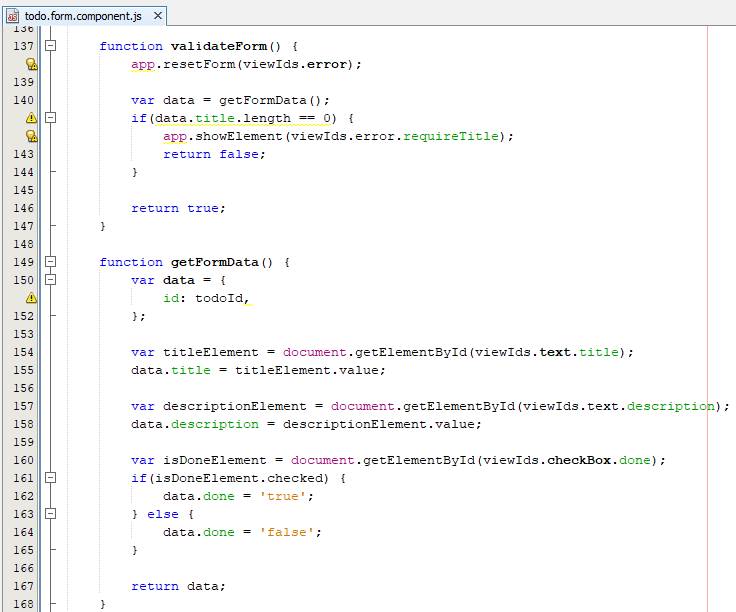 todo.form.component.js
136
137 function validateForm() {
app.resetForm(viewIds.error);
139
140 var data = getFormData();
if(data.title.length == 0) {
app.showElement(viewIds.error.requireTitle);
143 return false;
144 }
145
146 return true;
147 }
148
149 function getFormData() {
150 var data = {
id: todoId,
152 };
153
154 var titleElement = document.getElementById(viewIds.text.title);
155 data.title = titleElement.value;
156
157 var descriptionElement = document.getElementById(viewIds.text.description);
158 data.description = descriptionElement.value;
159
160 var isDoneElement = document.getElementById(viewIds.checkBox.done);
161 if(isDoneElement.checked) {
162 data.done = 'true';
163 } else {
164 data.done = 'false';
165 }
166
167 return data;
168 }